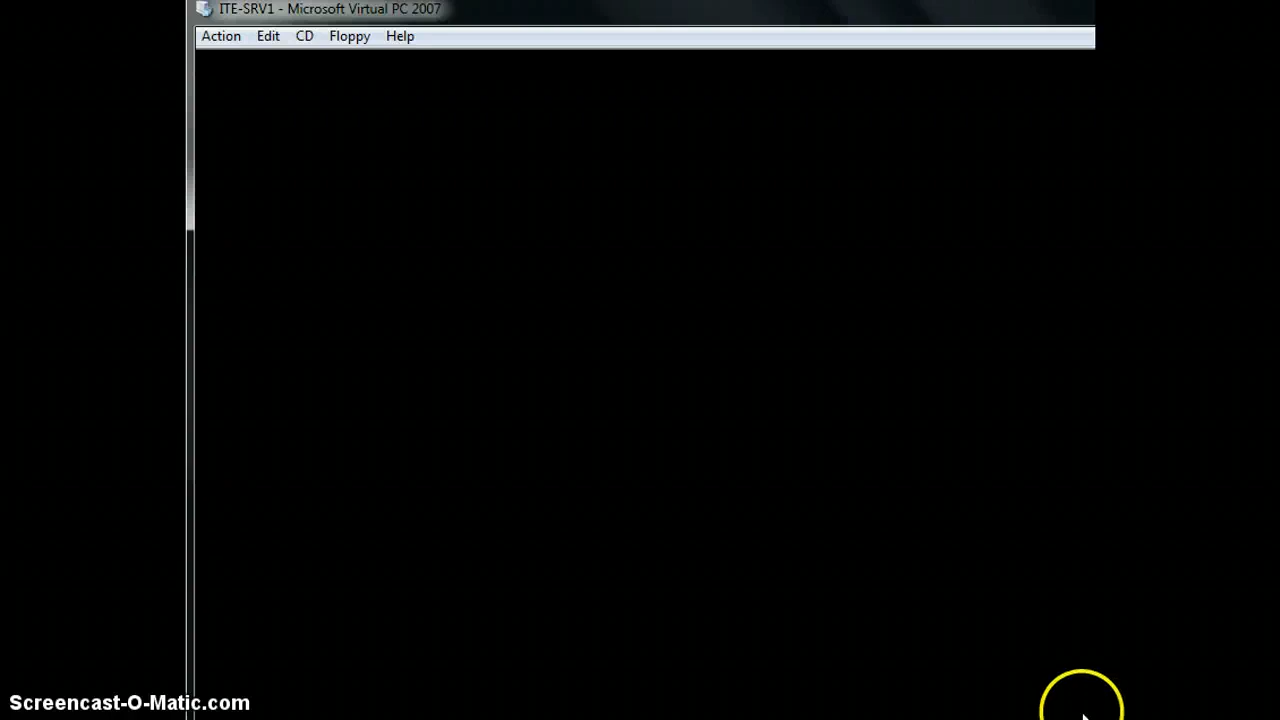 ITE-SRV1 - Microsoft Virtual PC 2007
Action Edit CD Floppy Help
Screencast-O-Matic.com